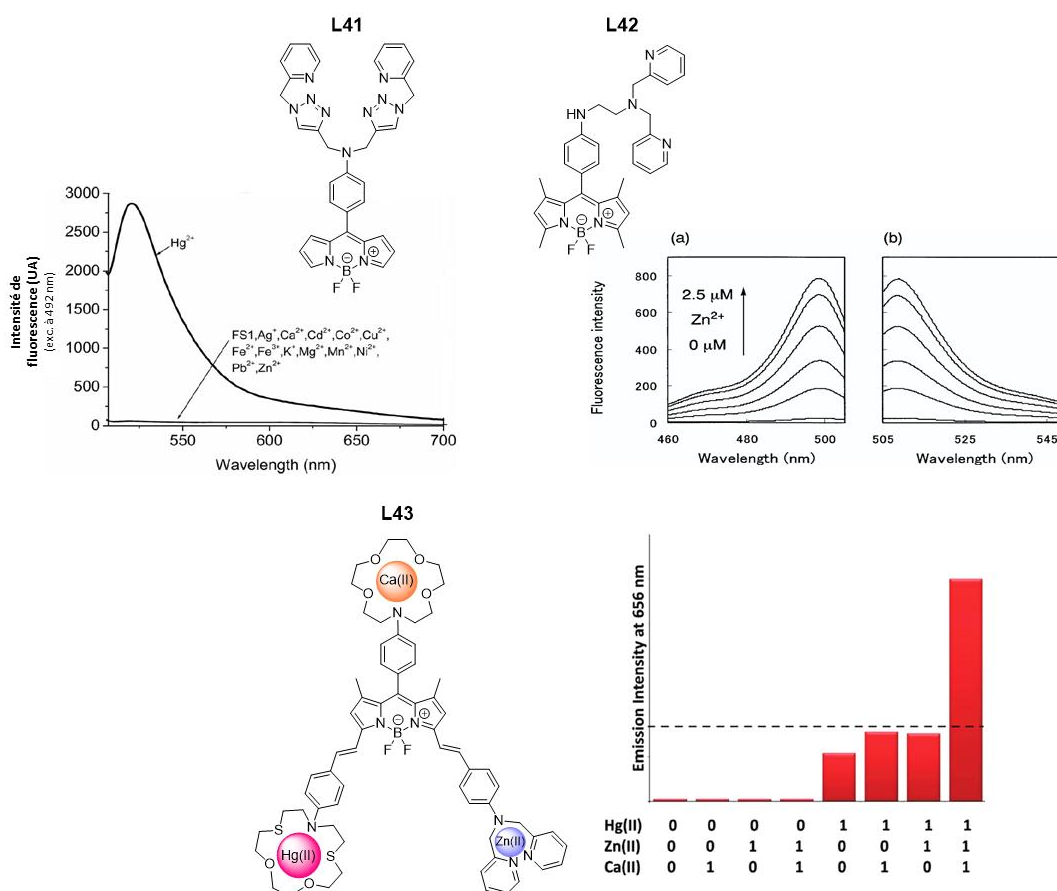 L41
L42
N
N
N
N
N
N
N
N
N
B
N
F
F
⊖
⊕
N
HN
N
N
N
B
N
F
F
⊖
⊕
Intensité de
fluorescence (UA)
(exc. à 492 nm)
3000
2500
2000
1500
1000
500
0
Hg²⁺
FS1,Ag⁺,Ca²⁺,Cd²⁺,Co²⁺,Cu²⁺,
Fe²⁺,Fe³⁺,K⁺,Mg²⁺,Mn²⁺,Ni²⁺,
Pb²⁺,Zn²⁺
550 600 650 700
Wavelength (nm)
(a)
(b)
Fluorescence intensity
800
600
400
200
0
2.5 μM
Zn²⁺
0 μM
460 480 500
505 525 545
Wavelength (nm)
Wavelength (nm)
L43
O
O
Ca(II)
O
O
N
N
B
N
F
F
⊖
⊕
S
N
S
Hg(II)
O
O
N
Zn(II)
N
N
Emission Intensity at 656 nm
Hg(II) 0 0 0 0 1 1 1 1
Zn(II) 0 0 1 1 0 0 1 1
Ca(II) 0 1 0 1 0 1 0 1